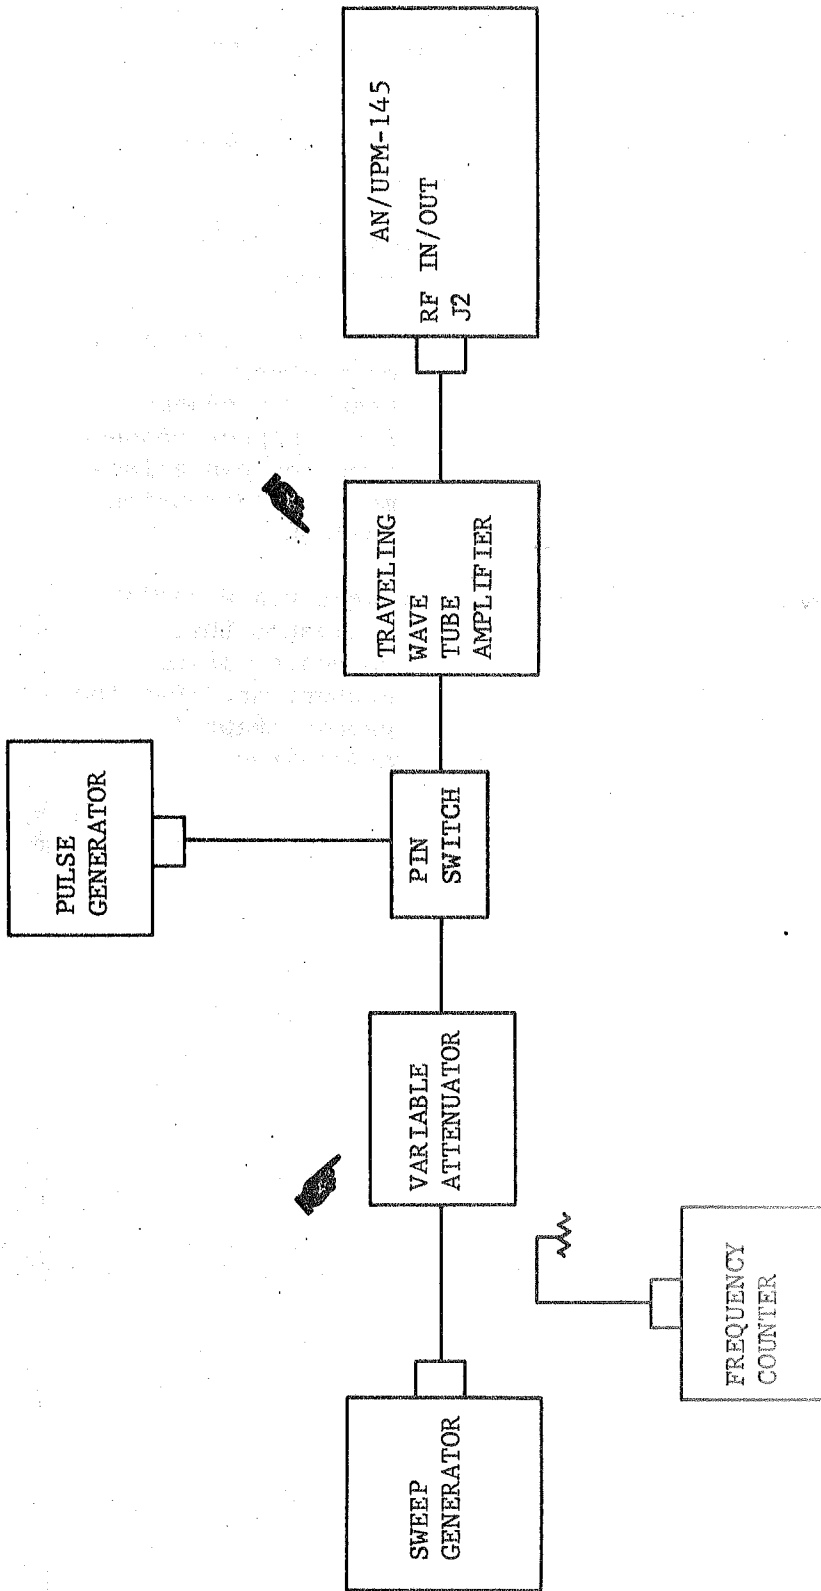 SWEEP
GENERATOR
VARIABLE
ATTENUATOR
PIN
SWITCH
TRAVELING
WAVE
TUBE
AMPLIFIER
AN/UPM-145
RF IN/OUT
J2
PULSE
GENERATOR
FREQUENCY
COUNTER